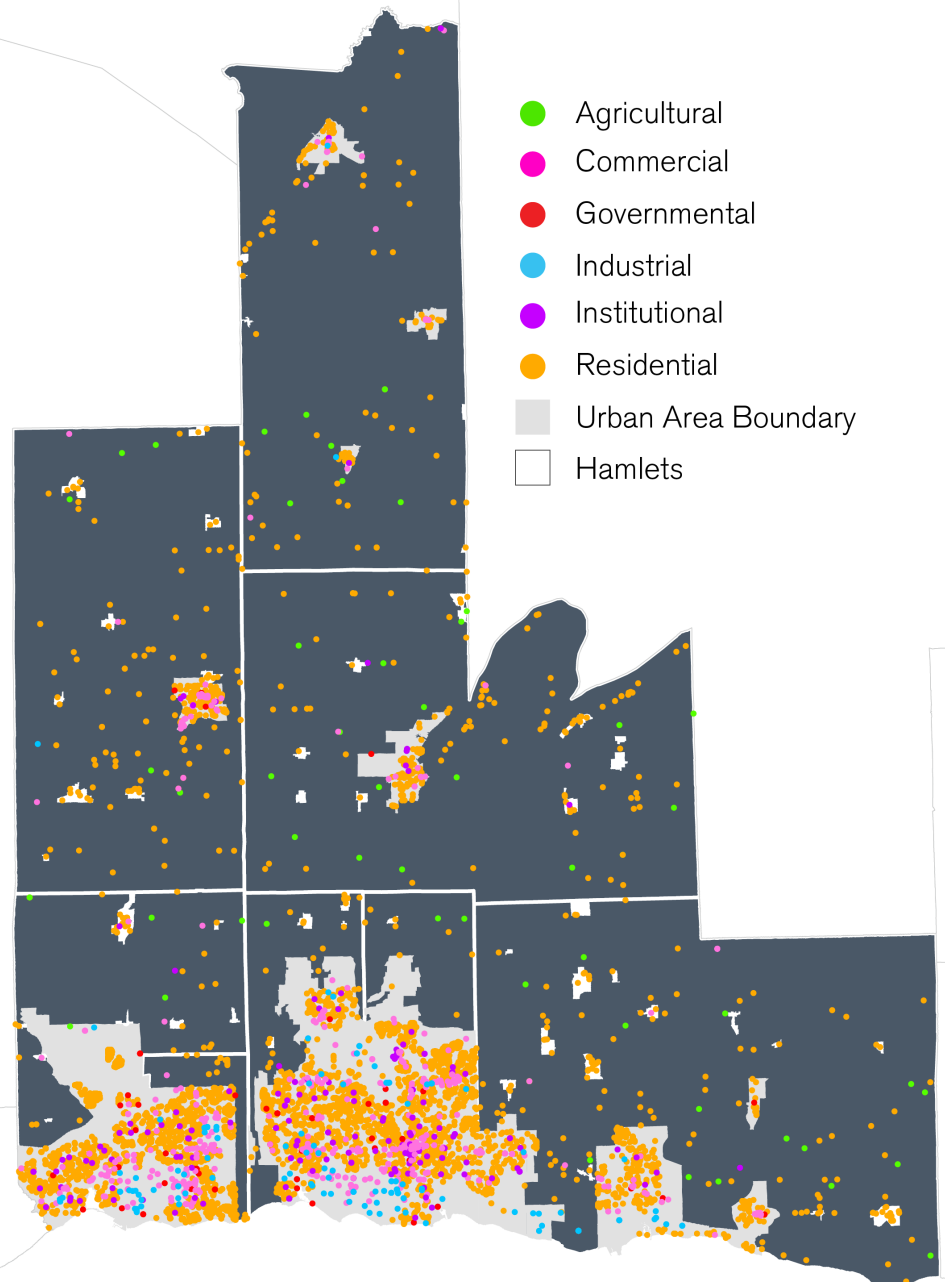 Agricultural
Commercial
Governmental
Industrial
Institutional
Residential
Urban Area Boundary
Hamlets